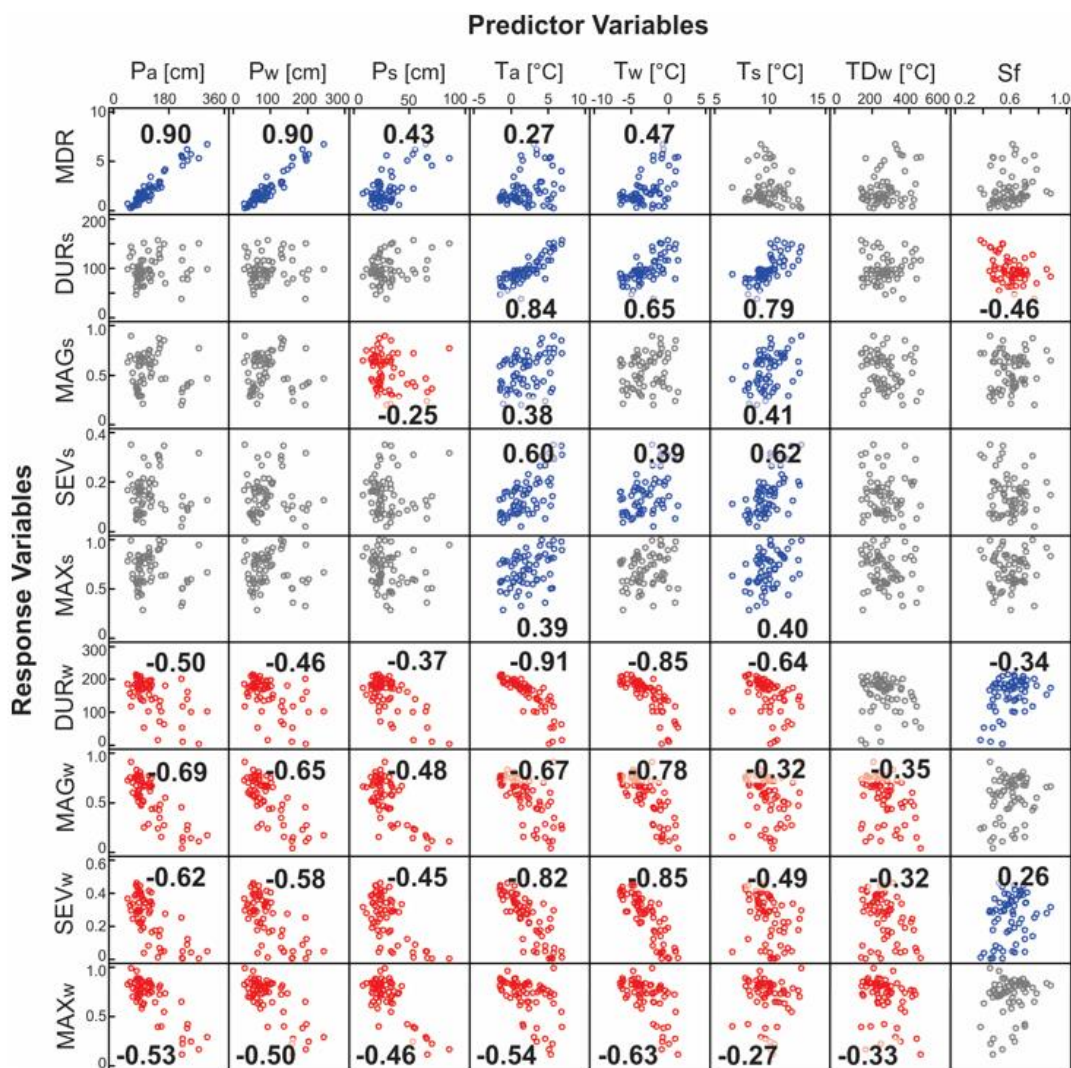 Predictor Variables
Pa [cm] Pw [cm] Ps [cm] Ta [°C] Tw [°C] Ts [°C] TDw [°C] Sf
0 180 360 0 100 200 300 0 50 100 -5 0 5 10 -10 -5 0 5 5 10 15 0 200 400 600 0.2 0.6 1.0
Response Variables
MDR
10
5
0
0.90 0.90 0.43 0.27 0.47
DURs
200
100
0
0.84 0.65 0.79 -0.46
MAGs
1.0
0.5
0
-0.25 0.38 0.41
SEVs
0.4
0.2
0
0.60 0.39 0.62
MAXs
1.0
0.5
0
0.39 0.40
DURw
300
200
100
0
-0.50 -0.46 -0.37 -0.91 -0.85 -0.64 -0.34
MAGw
1.0
0.5
0
-0.69 -0.65 -0.48 -0.67 -0.78 -0.32 -0.35
SEVw
0.6
0.4
0.2
0
-0.62 -0.58 -0.45 -0.82 -0.85 -0.49 -0.32 0.26
MAXw
1.0
0.5
0
-0.53 -0.50 -0.46 -0.54 -0.63 -0.27 -0.33